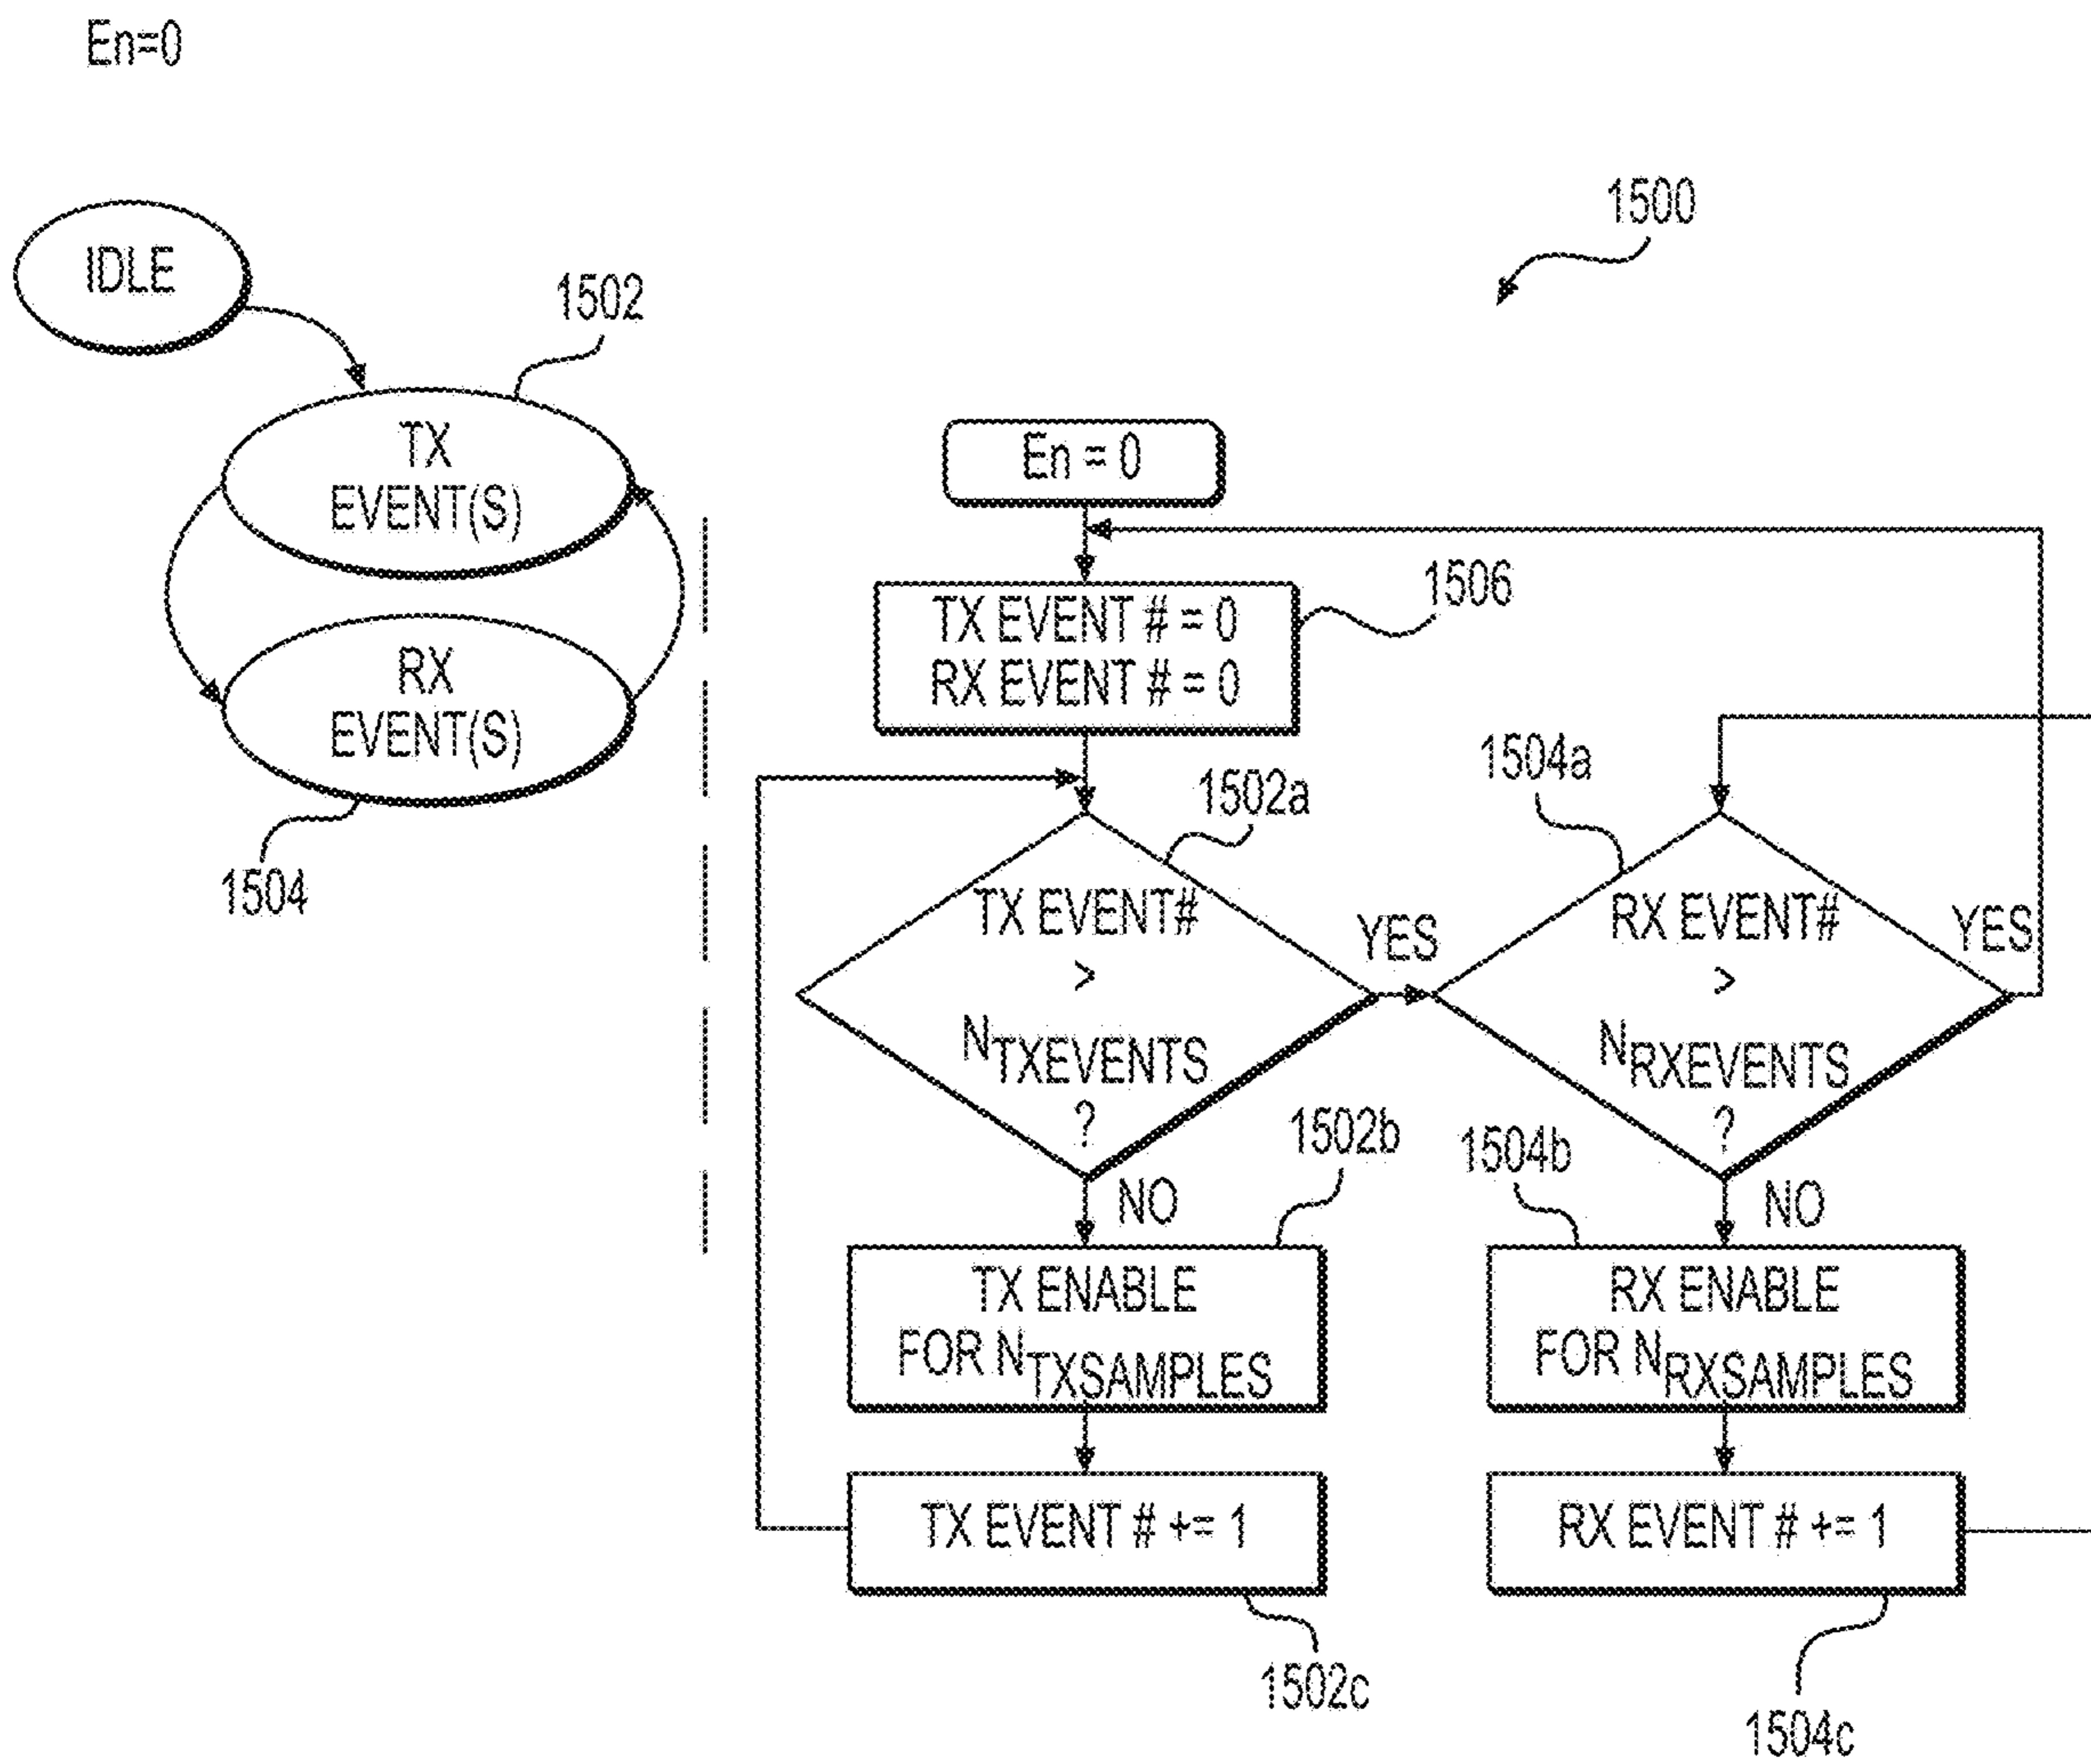 En=0
1500
IDLE
1502
TX
EVENT(S)
En = 0
1506
TX EVENT # = 0
RX EVENT # = 0
RX
EVENT(S)
1504
1502a
1504a
TX EVENT#
>
NTXEVENTS
?
YES
RX EVENT#
>
NRXEVENTS
?
YES
1502b
1504b
NO
NO
TX ENABLE
FOR NTXSAMPLES
RX ENABLE
FOR NRXSAMPLES
TX EVENT # += 1
RX EVENT # += 1
1502c
1504c